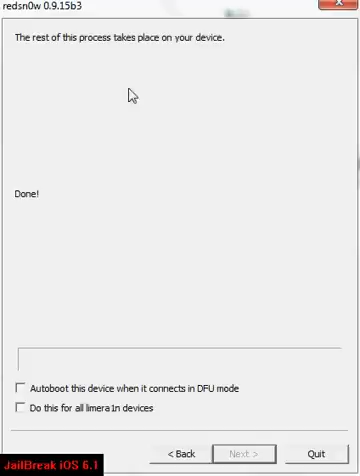 redsn0w 0.9.15b3
The rest of this process takes place on your device.
Done!
Autoboot this device when it connects in DFU mode
Do this for all limera1n devices
< Back
Next >
Quit
JailBreak iOS 6.1